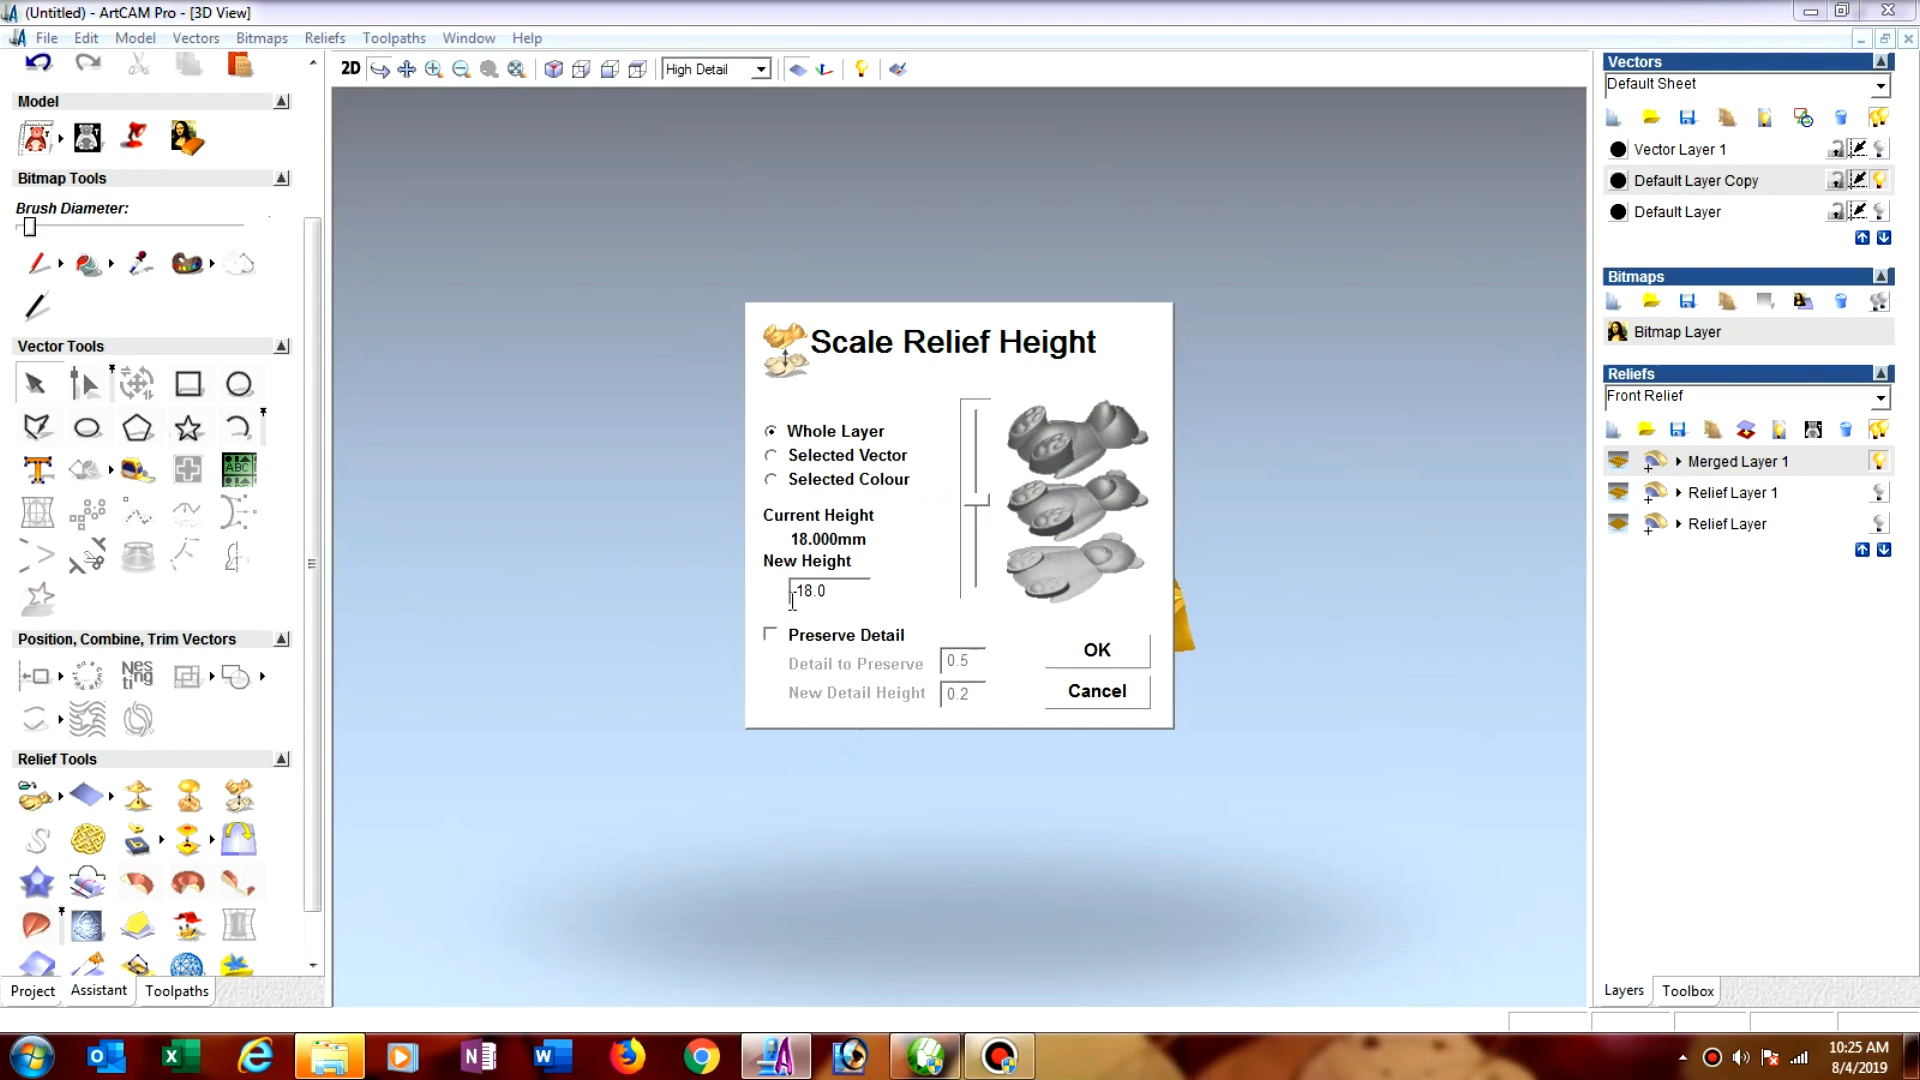 (Untitled) - ArtCAM Pro - [3D View]
File Edit Model Vectors Bitmaps Reliefs Toolpaths Window Help
2D High Detail
Model
Bitmap Tools
Brush Diameter:
Vector Tools
ABC
Nes
ting
Position, Combine, Trim Vectors
Relief Tools
Project Assistant Toolpaths
Scale Relief Height
Whole Layer
Selected Vector
Selected Colour
Current Height
18.000mm
New Height
-18.0
Preserve Detail
Detail to Preserve 0.5
New Detail Height 0.2
OK
Cancel
Vectors
Default Sheet
Vector Layer 1
Default Layer Copy
Default Layer
Bitmaps
Bitmap Layer
Reliefs
Front Relief
Merged Layer 1
Relief Layer 1
Relief Layer
Layers Toolbox
10:25 AM
8/4/2019